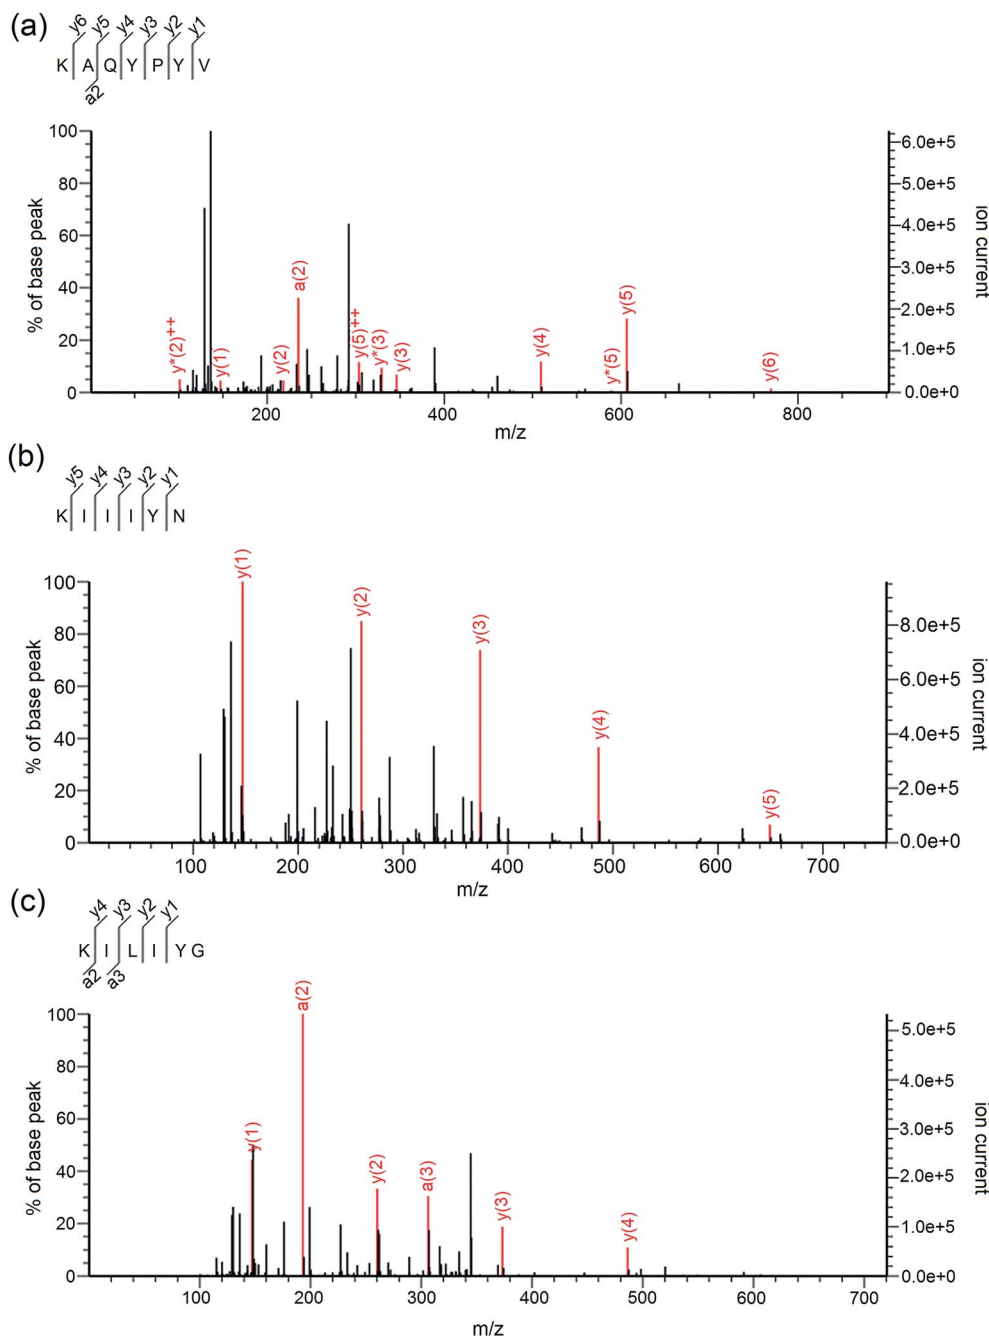 (a)
y6 y5 y4 y3 y2 y1
K A Q Y P Y V
a2
100
80
60
40
20
0
% of base peak
6.0e+5
5.0e+5
4.0e+5
3.0e+5
2.0e+5
1.0e+5
0.0e+0
ion current
y*(2)++
y(1)
y(2)
a(2)
y(5)++
y*(3)
y(3)
y(4)
y*(5)
y(5)
y(6)
200 400 600 800
m/z
(b)
y5 y4 y3 y2 y1
K I I I Y N
100
80
60
40
20
0
% of base peak
8.0e+5
6.0e+5
4.0e+5
2.0e+5
0.0e+0
ion current
y(1)
y(2)
y(3)
y(4)
y(5)
100 200 300 400 500 600 700
m/z
(c)
y4 y3 y2 y1
K I L I Y G
a2 a3
100
80
60
40
20
0
% of base peak
5.0e+5
4.0e+5
3.0e+5
2.0e+5
1.0e+5
0.0e+0
ion current
y(1)
a(2)
y(2)
a(3)
y(3)
y(4)
100 200 300 400 500 600 700
m/z